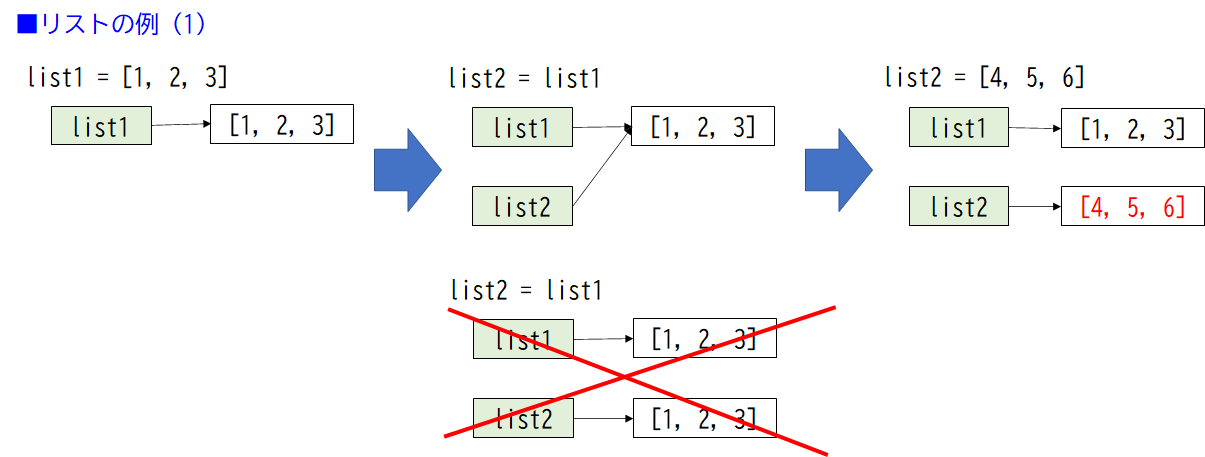 ■リストの例（1）
list1 = [1, 2, 3]
list1
[1, 2, 3]
list2 = list1
list1
[1, 2, 3]
list2
list2 = [4, 5, 6]
list1
[1, 2, 3]
list2
[4, 5, 6]
list2 = list1
list1
[1, 2, 3]
list2
[1, 2, 3]